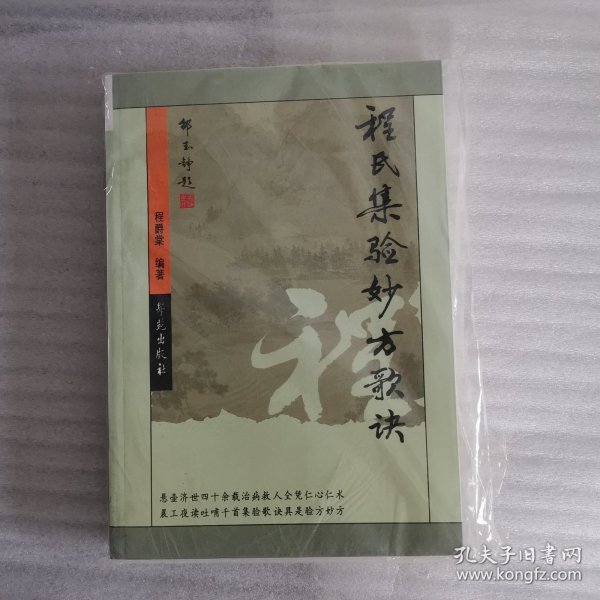 程氏集验妙方歌诀
邹玉静题
程爵棠 编著
学苑出版社
程
悬壶济世四十余载治病救人全凭仁心仁术
晨工夜读吐哺千首集验歌诀具是验方妙方
孔夫子旧书网
www.kongfz.com